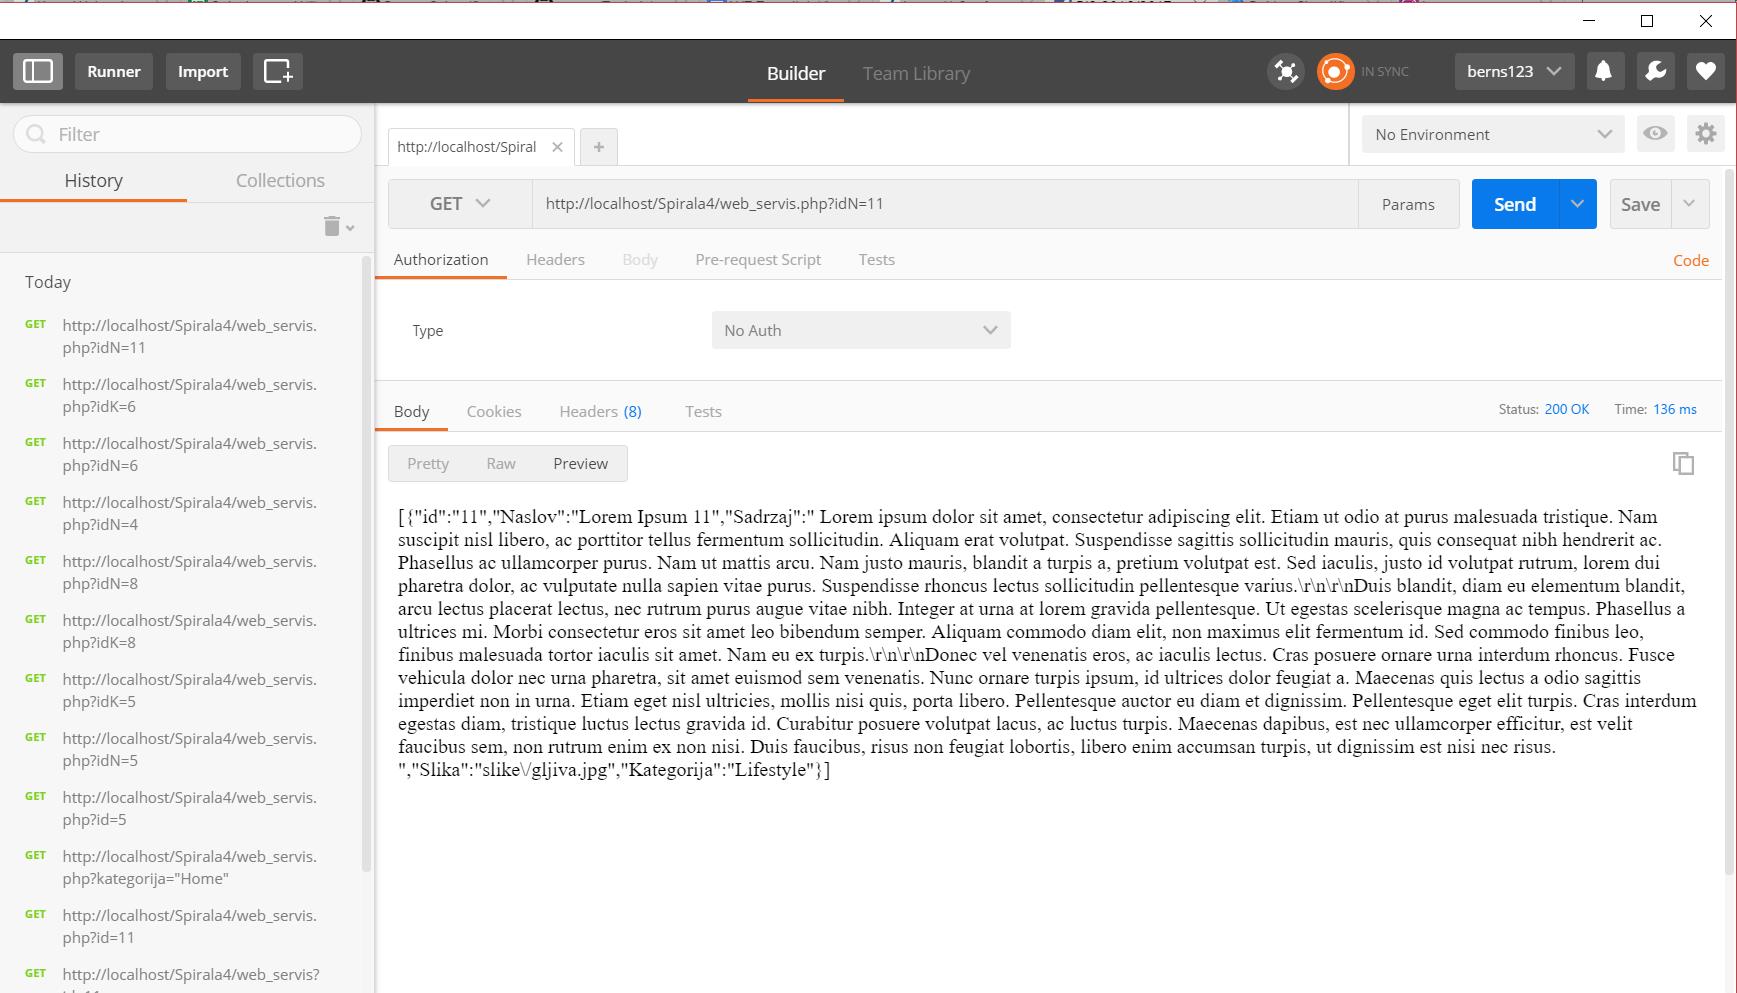 Runner
Import
Builder
Team Library
IN SYNC
berns123
Filter
History
Collections
Today
GET http://localhost/Spirala4/web_servis.
php?idN=11
GET http://localhost/Spirala4/web_servis.
php?idK=6
GET http://localhost/Spirala4/web_servis.
php?idN=6
GET http://localhost/Spirala4/web_servis.
php?idN=4
GET http://localhost/Spirala4/web_servis.
php?idN=8
GET http://localhost/Spirala4/web_servis.
php?idK=8
GET http://localhost/Spirala4/web_servis.
php?idK=5
GET http://localhost/Spirala4/web_servis.
php?idN=5
GET http://localhost/Spirala4/web_servis.
php?id=5
GET http://localhost/Spirala4/web_servis.
php?kategorija="Home"
GET http://localhost/Spirala4/web_servis.
php?id=11
GET http://localhost/Spirala4/web_servis?
http://localhost/Spiral
No Environment
GET
http://localhost/Spirala4/web_servis.php?idN=11
Params
Send
Save
Authorization
Headers
Body
Pre-request Script
Tests
Code
Type
No Auth
Body
Cookies
Headers (8)
Tests
Status: 200 OK
Time: 136 ms
Pretty
Raw
Preview
[{"id":"11","Naslov":"Lorem Ipsum 11","Sadrzaj":" Lorem ipsum dolor sit amet, consectetur adipiscing elit. Etiam ut odio at purus malesuada tristique. Nam
suscipit nisl libero, ac porttitor tellus fermentum sollicitudin. Aliquam erat volutpat. Suspendisse sagittis sollicitudin mauris, quis consequat nibh hendrerit ac.
Phasellus ac ullamcorper purus. Nam ut mattis arcu. Nam justo mauris, blandit a turpis a, pretium volutpat est. Sed iaculis, justo id volutpat rutrum, lorem dui
pharetra dolor, ac vulputate nulla sapien vitae purus. Suspendisse rhoncus lectus sollicitudin pellentesque varius.\r\n\r\nDuis blandit, diam eu elementum blandit,
arcu lectus placerat lectus, nec rutrum purus augue vitae nibh. Integer at urna at lorem gravida pellentesque. Ut egestas scelerisque magna ac tempus. Phasellus a
ultrices mi. Morbi consectetur eros sit amet leo bibendum semper. Aliquam commodo diam elit, non maximus elit fermentum id. Sed commodo finibus leo,
finibus malesuada tortor iaculis sit amet. Nam eu ex turpis.\r\n\r\nDonec vel venenatis eros, ac iaculis lectus. Cras posuere ornare urna interdum rhoncus. Fusce
vehicula dolor nec urna pharetra, sit amet euismod sem venenatis. Nunc ornare turpis ipsum, id ultrices dolor feugiat a. Maecenas quis lectus a odio sagittis
imperdiet non in urna. Etiam eget nisl ultricies, mollis nisi quis, porta libero. Pellentesque auctor eu diam et dignissim. Pellentesque eget elit turpis. Cras interdum
egestas diam, tristique luctus lectus gravida id. Curabitur posuere volutpat lacus, ac luctus turpis. Maecenas dapibus, est nec ullamcorper efficitur, est velit
faucibus sem, non rutrum enim ex non nisi. Duis faucibus, risus non feugiat lobortis, libero enim accumsan turpis, ut dignissim est nisi nec risus.
","Slika":"slike\/gljiva.jpg","Kategorija":"Lifestyle"}]